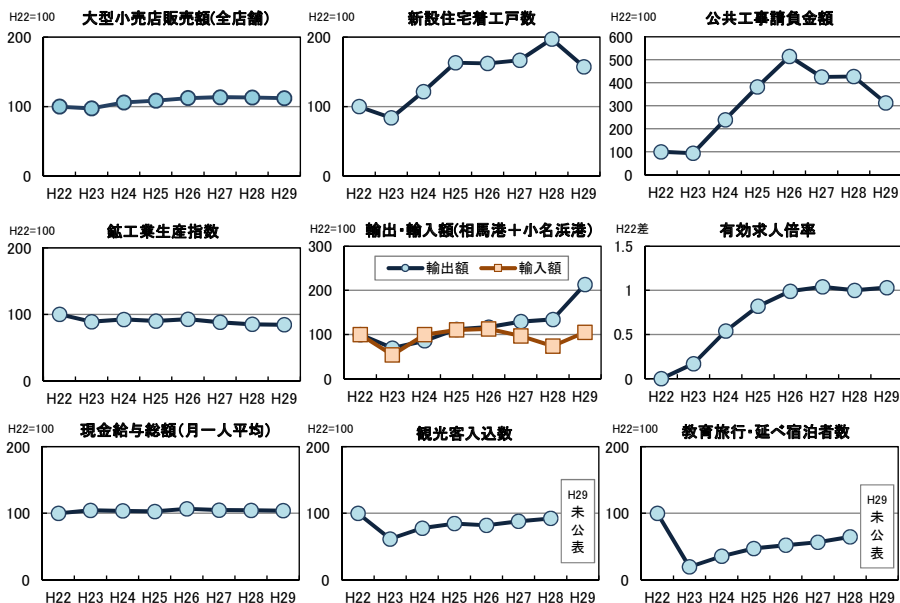 大型小売店販売額(全店舗)
H22=100
200
100
0
H22 H23 H24 H25 H26 H27 H28 H29
新設住宅着工戸数
H22=100
200
100
0
H22 H23 H24 H25 H26 H27 H28 H29
公共工事請負金額
H22=100
600
500
400
300
200
100
0
H22 H23 H24 H25 H26 H27 H28 H29
鉱工業生産指数
H22=100
200
100
0
H22 H23 H24 H25 H26 H27 H28 H29
輸出・輸入額(相馬港＋小名浜港)
H22=100
300
200
100
0
輸出額 輸入額
H22 H23 H24 H25 H26 H27 H28 H29
有効求人倍率
H22差
1.5
1
0.5
0
H22 H23 H24 H25 H26 H27 H28 H29
現金給与総額(月一人平均)
H22=100
200
100
0
H22 H23 H24 H25 H26 H27 H28 H29
観光客入込数
H22=100
200
100
0
H29
未
公
表
H22 H23 H24 H25 H26 H27 H28 H29
教育旅行・延べ宿泊者数
H22=100
200
100
0
H29
未
公
表
H22 H23 H24 H25 H26 H27 H28 H29